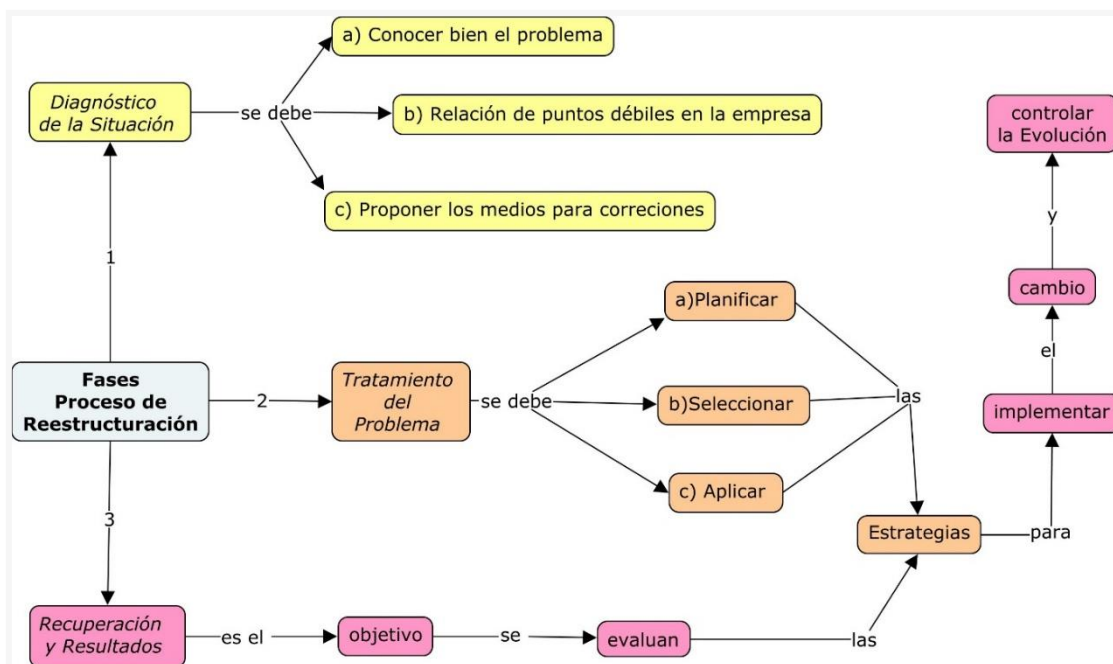 a) Conocer bien el problema
Diagnóstico
de la Situación
se debe
b) Relación de puntos débiles en la empresa
c) Proponer los medios para correciones
1
Fases
Proceso de
Reestructuración
2
Tratamiento
del
Problema
se debe
a)Planificar
b)Seleccionar
c) Aplicar
las
Estrategias
para
implementar
el
cambio
y
controlar
la Evolución
3
Recuperación
y Resultados
es el
objetivo
se
evaluan
las